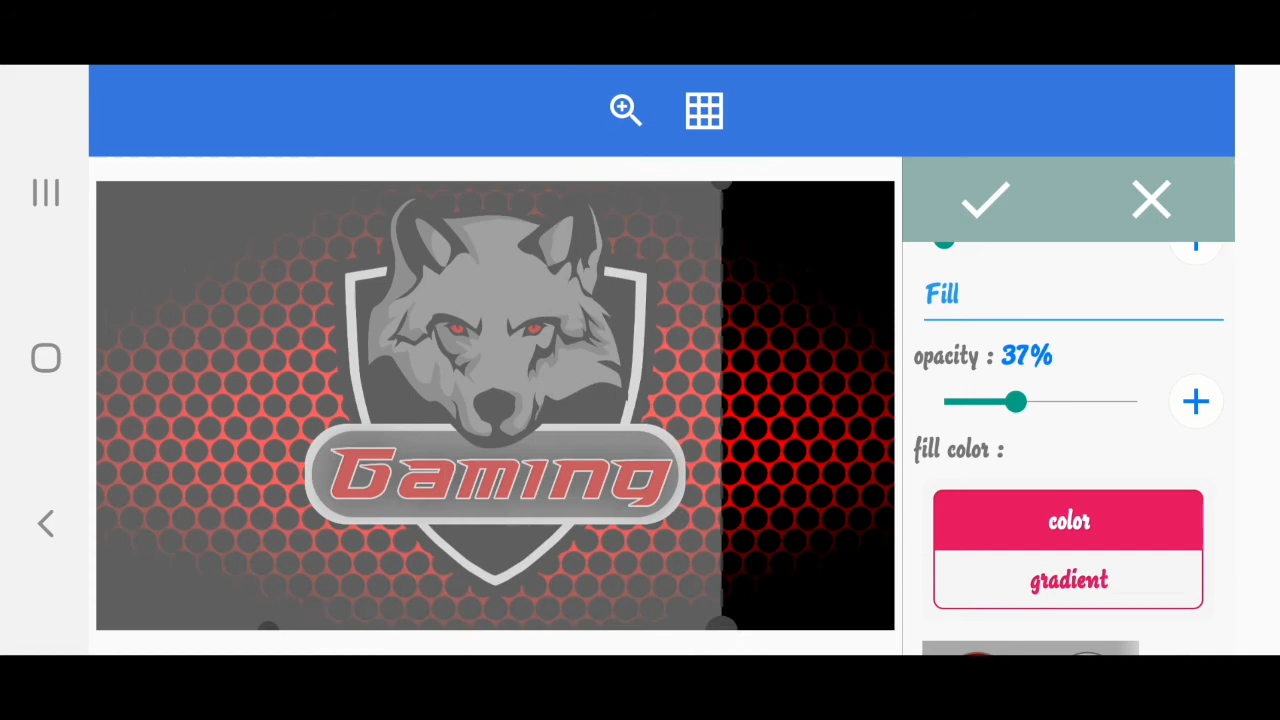 Fill
opacity : 37%
fill color :
color
gradient
Gaming